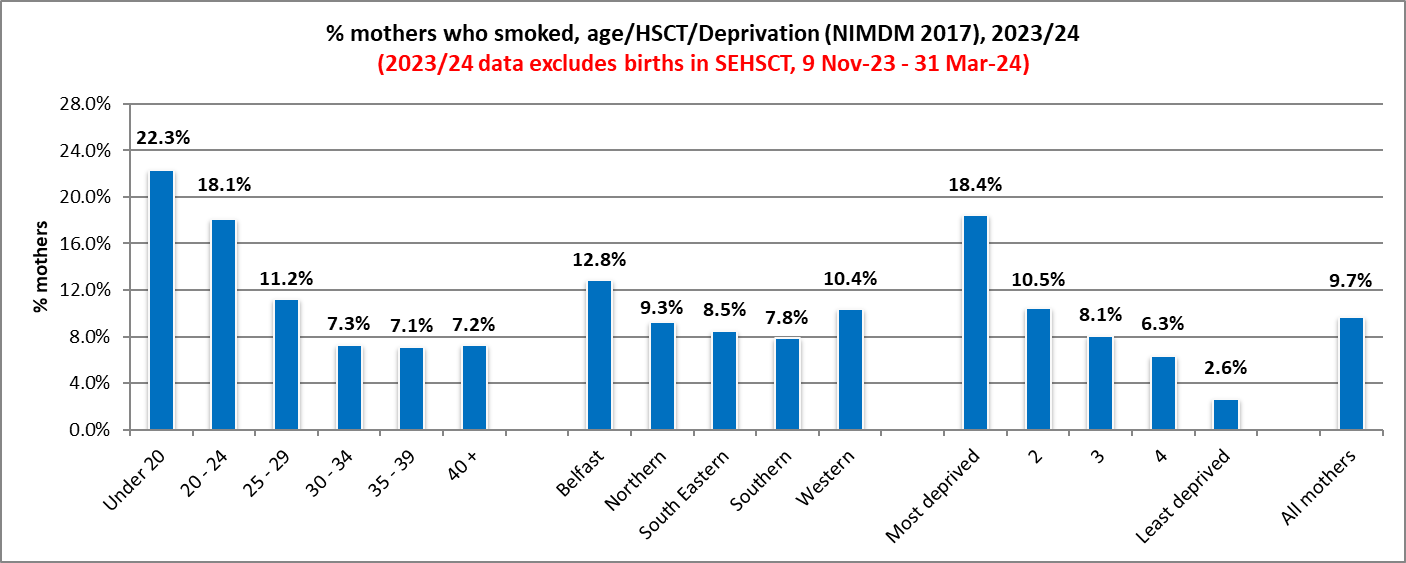 % mothers who smoked, age/HSCT/Deprivation (NIMDM 2017), 2023/24
(2023/24 data excludes births in SEHSCT, 9 Nov-23 - 31 Mar-24)
% mothers
28.0%
24.0%
20.0%
16.0%
12.0%
8.0%
4.0%
0.0%
22.3%
18.1%
11.2%
7.3%
7.1%
7.2%
12.8%
9.3%
8.5%
7.8%
10.4%
18.4%
10.5%
8.1%
6.3%
2.6%
9.7%
Under 20
20 - 24
25 - 29
30 - 34
35 - 39
40 +
Belfast
Northern
South Eastern
Southern
Western
Most deprived
2
3
4
Least deprived
All mothers